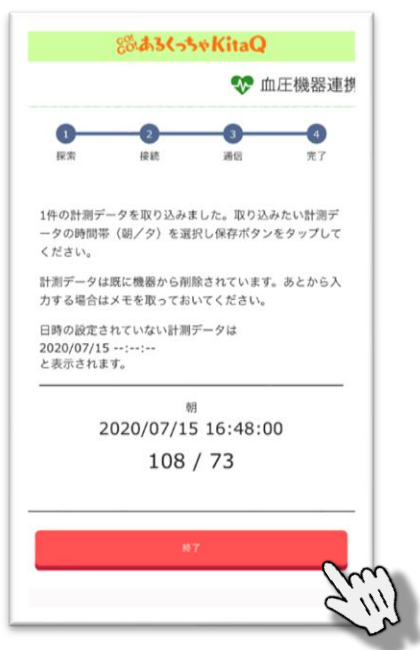 GO!GO!あるくっちゃKitaQ
血圧機器連携
1 2 3 4
探索 接続 通信 完了
1件の計測データを取り込みました。取り込みたい計測デ
ータの時間帯（朝／夕）を選択し保存ボタンをタップして
ください。
計測データは既に機器から削除されています。あとから入
力する場合はメモを取っておいてください。
日時の設定されていない計測データは
2020/07/15 --:--:--
と表示されます。
朝
2020/07/15 16:48:00
108 / 73
終了